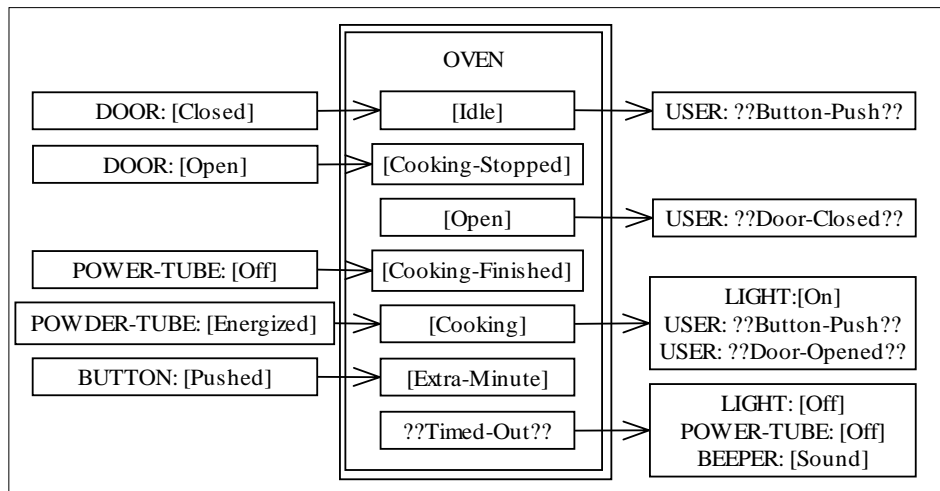 OVEN
DOOR: [Closed]
[Idle]
USER: ??Button-Push??
DOOR: [Open]
[Cooking-Stopped]
[Open]
USER: ??Door-Closed??
POWER-TUBE: [Off]
[Cooking-Finished]
POWDER-TUBE: [Energized]
[Cooking]
LIGHT:[On]
USER: ??Button-Push??
USER: ??Door-Opened??
BUTTON: [Pushed]
[Extra-Minute]
??Timed-Out??
LIGHT: [Off]
POWER-TUBE: [Off]
BEEPER: [Sound]